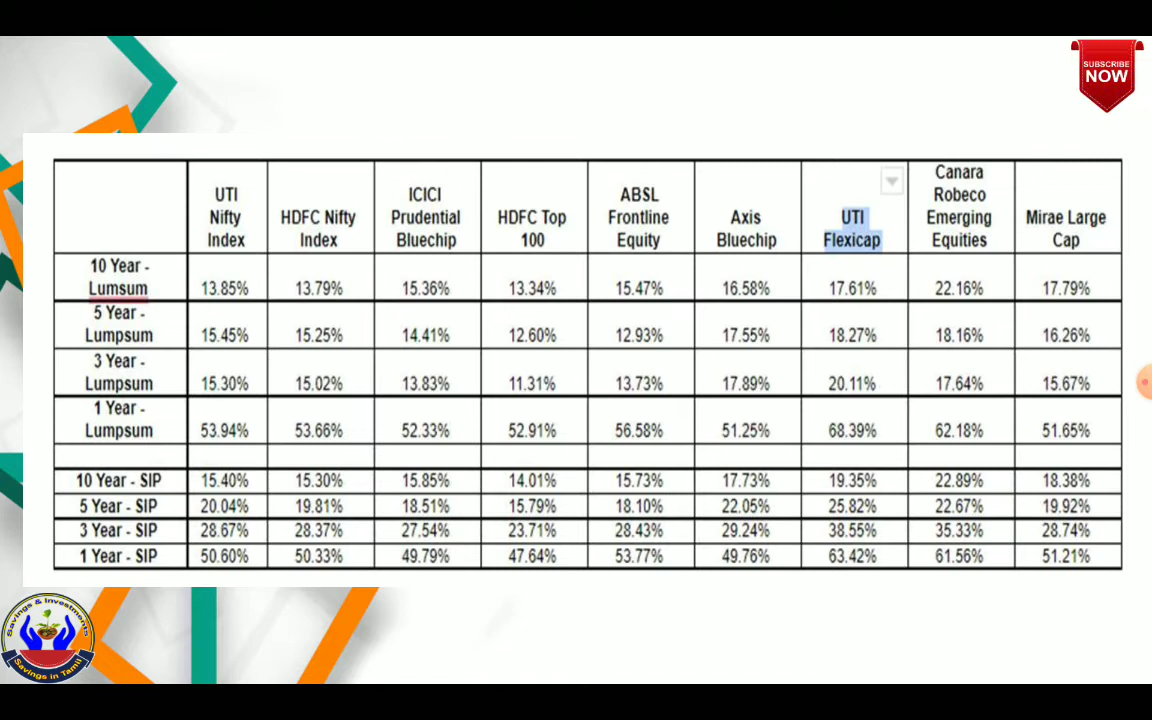 SUBSCRIBE
NOW
UTI Nifty Index | HDFC Nifty Index | ICICI Prudential Bluechip | HDFC Top 100 | ABSL Frontline Equity | Axis Bluechip | UTI Flexicap | Canara Robeco Emerging Equities | Mirae Large Cap
10 Year - Lumsum | 13.85% | 13.79% | 15.36% | 13.34% | 15.47% | 16.58% | 17.61% | 22.16% | 17.79%
5 Year - Lumpsum | 15.45% | 15.25% | 14.41% | 12.60% | 12.93% | 17.55% | 18.27% | 18.16% | 16.26%
3 Year - Lumpsum | 15.30% | 15.02% | 13.83% | 11.31% | 13.73% | 17.89% | 20.11% | 17.64% | 15.67%
1 Year - Lumpsum | 53.94% | 53.66% | 52.33% | 52.91% | 56.58% | 51.25% | 68.39% | 62.18% | 51.65%
10 Year - SIP | 15.40% | 15.30% | 15.85% | 14.01% | 15.73% | 17.73% | 19.35% | 22.89% | 18.38%
5 Year - SIP | 20.04% | 19.81% | 18.51% | 15.79% | 18.10% | 22.05% | 25.82% | 22.67% | 19.92%
3 Year - SIP | 28.67% | 28.37% | 27.54% | 23.71% | 28.43% | 29.24% | 38.55% | 35.33% | 28.74%
1 Year - SIP | 50.60% | 50.33% | 49.79% | 47.64% | 53.77% | 49.76% | 63.42% | 61.56% | 51.21%
Savings & Investments
Savings in Tamil